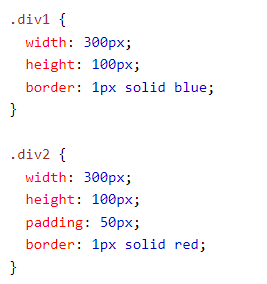 .div1 {
  width: 300px;
  height: 100px;
  border: 1px solid blue;
}

.div2 {
  width: 300px;
  height: 100px;
  padding: 50px;
  border: 1px solid red;
}